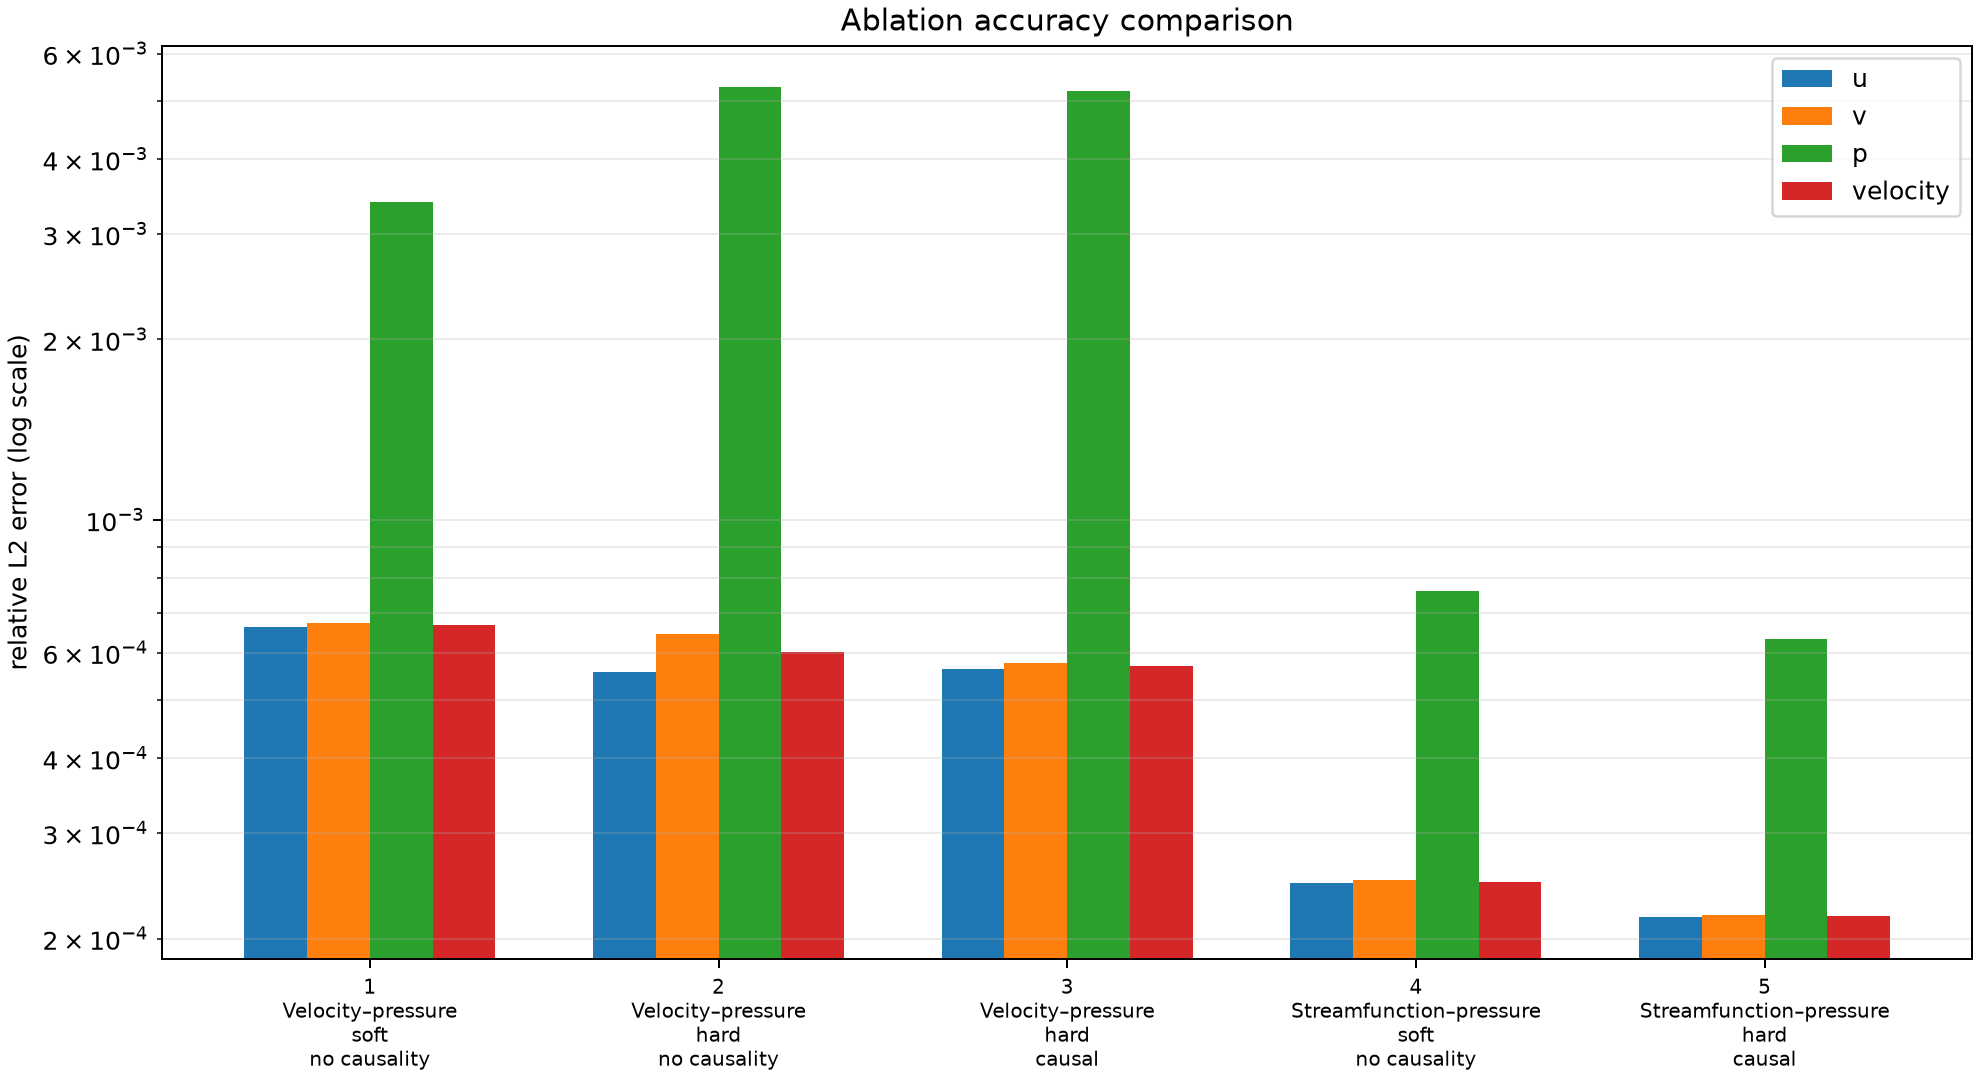 Ablation accuracy comparison
relative L2 error (log scale)
6 × 10⁻³
4 × 10⁻³
3 × 10⁻³
2 × 10⁻³
10⁻³
6 × 10⁻⁴
4 × 10⁻⁴
3 × 10⁻⁴
2 × 10⁻⁴
u
v
p
velocity
1
Velocity–pressure
soft
no causality
2
Velocity–pressure
hard
no causality
3
Velocity–pressure
hard
causal
4
Streamfunction–pressure
soft
no causality
5
Streamfunction–pressure
hard
causal